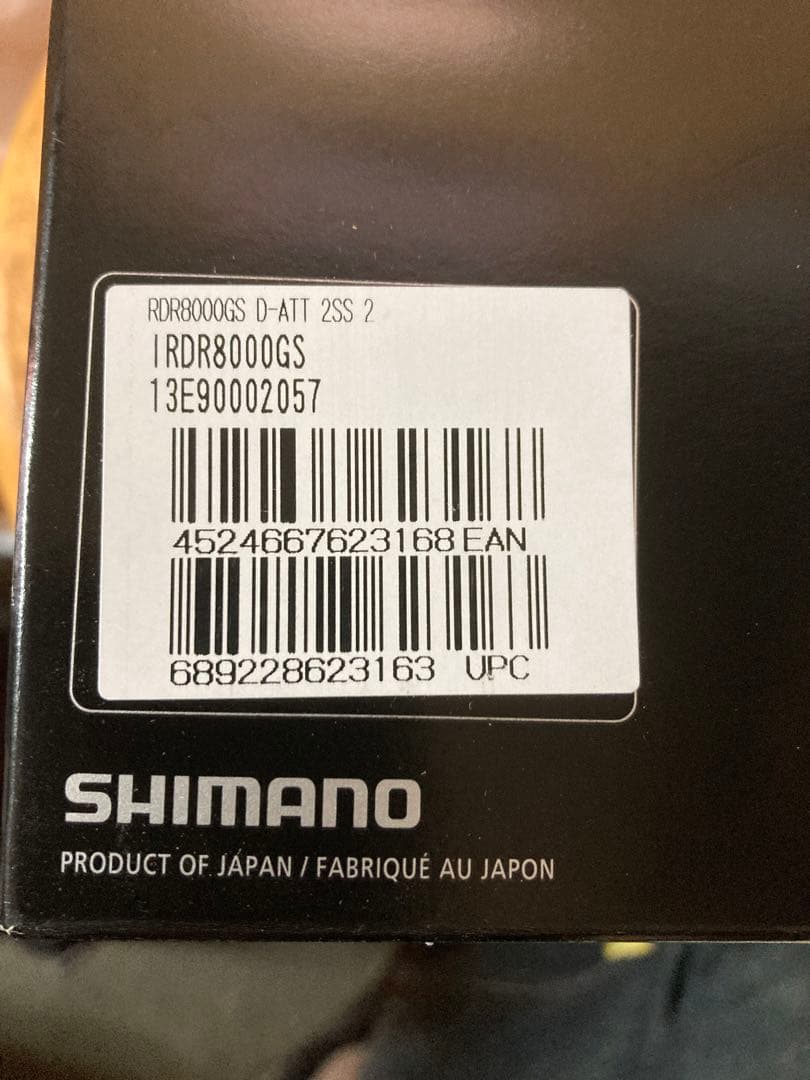 RDR8000GS D-ATT 2SS 2
IRDR8000GS
13E90002057
4524667623168 EAN
689228623163 UPC
SHIMANO
PRODUCT OF JAPAN / FABRIQUÉ AU JAPON